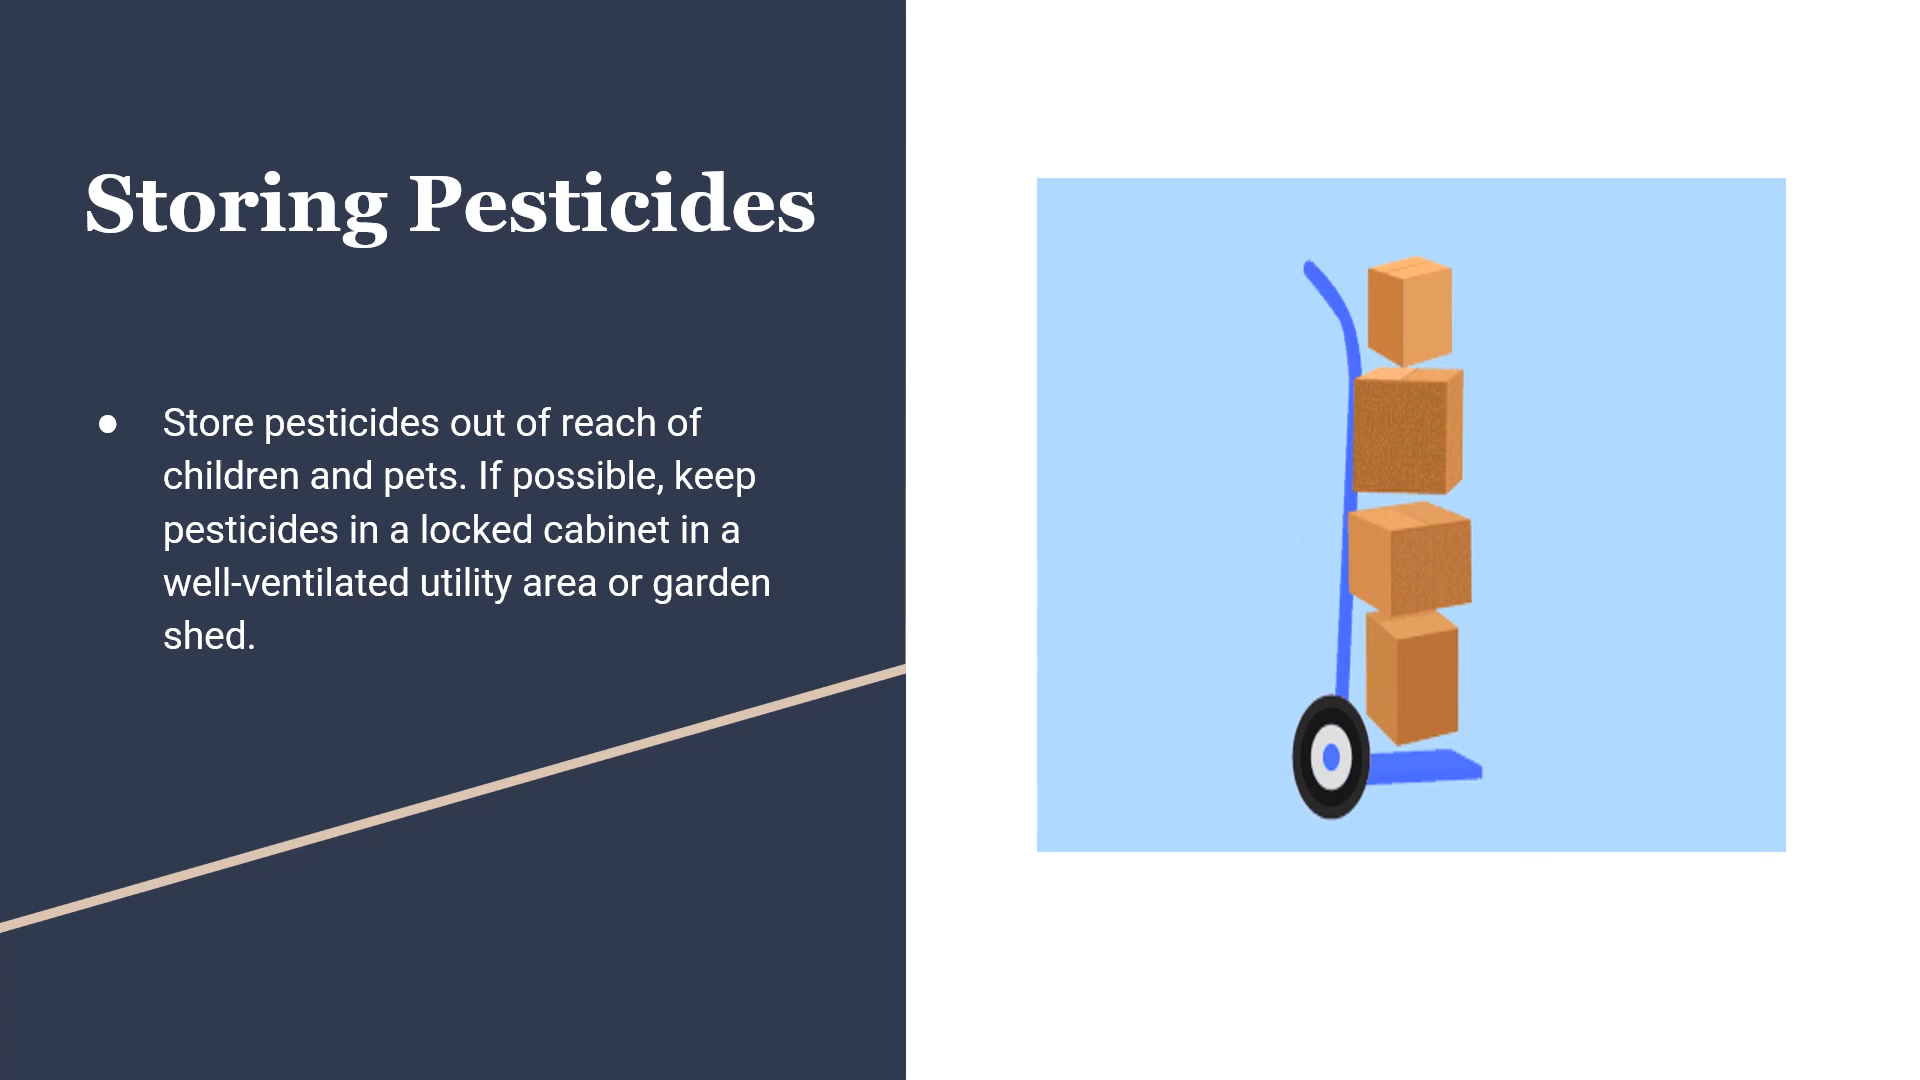 Storing Pesticides
● Store pesticides out of reach of
children and pets. If possible, keep
pesticides in a locked cabinet in a
well-ventilated utility area or garden
shed.